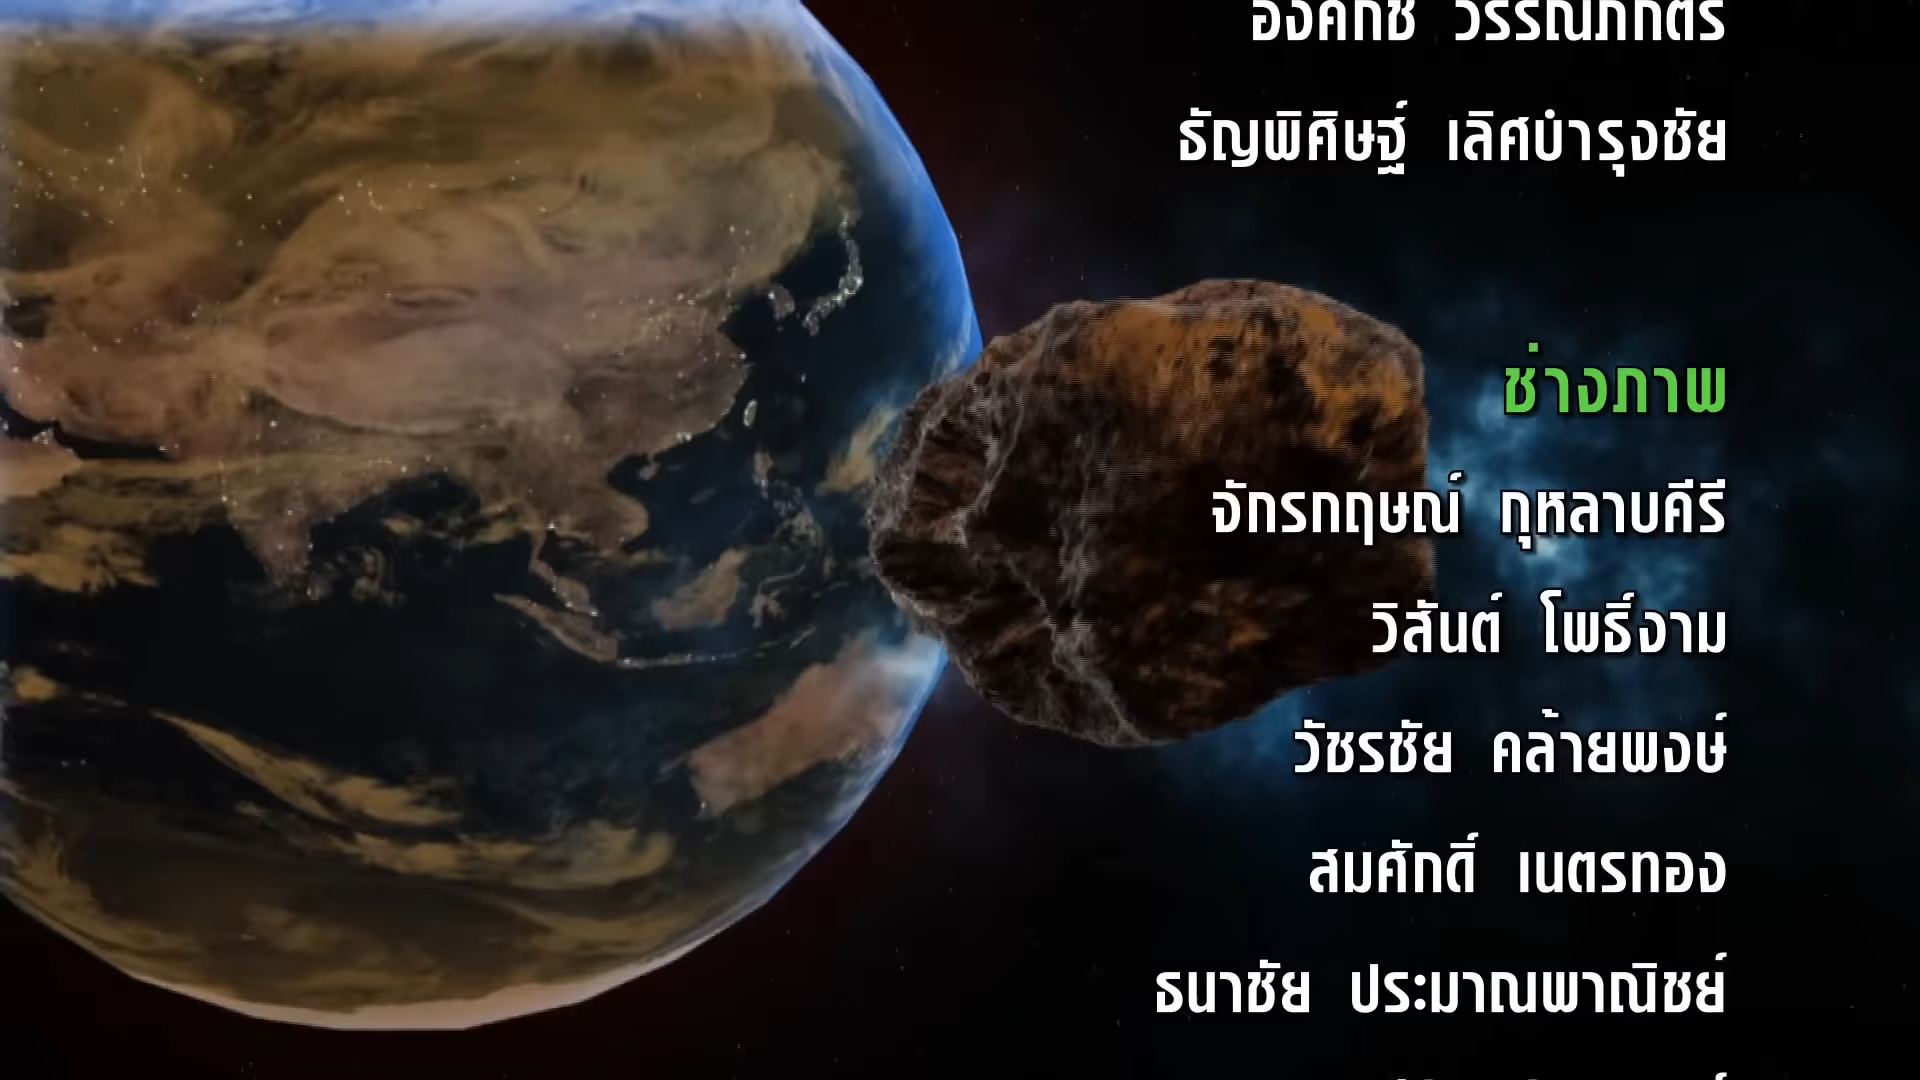 ธัญพิศิษฐ์ เลิศบำรุงชัย
ช่างภาพ
จักรกฤษณ์ กุหลาบคีรี
วิสันต์ โพธิ์งาม
วัชรชัย คล้ายพงษ์
สมศักดิ์ เนตรทอง
ธนาชัย ประมาณพาณิชย์